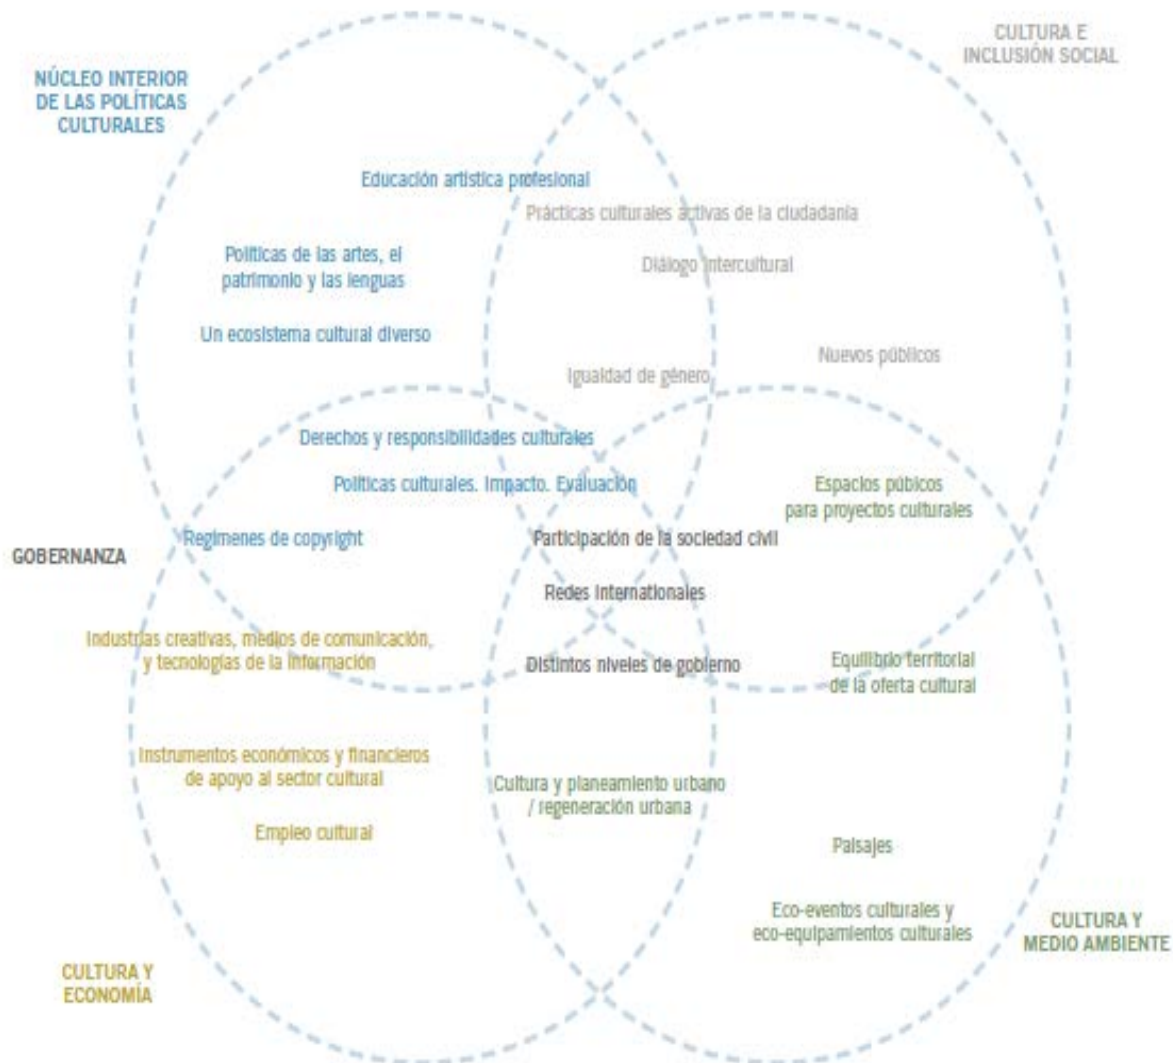 CULTURA E
INCLUSIÓN SOCIAL
NÚCLEO INTERIOR
DE LAS POLÍTICAS
CULTURALES
Educación artística profesional
Prácticas culturales activas de la ciudadanía
Políticas de las artes, el
patrimonio y las lenguas
Diálogo intercultural
Un ecosistema cultural diverso
Nuevos públicos
Igualdad de género
Derechos y responsibilidades culturales
Políticas culturales. Impacto. Evaluación
Espacios púbicos
para proyectos culturales
Regimenes de copyright
Participación de la sociedad civil
GOBERNANZA
Redes internationales
Industrias creativas, medios de comunicación,
y tecnologías de la información
Distintos niveles de gobierno
Equilibrio territorial
de la oferta cultural
Instrumentos económicos y financieros
de apoyo al sector cultural
Cultura y planeamiento urbano
/ regeneración urbana
Empleo cultural
Paisajes
Eco-eventos culturales y
eco-equipamientos culturales
CULTURA Y
MEDIO AMBIENTE
CULTURA Y
ECONOMÍA